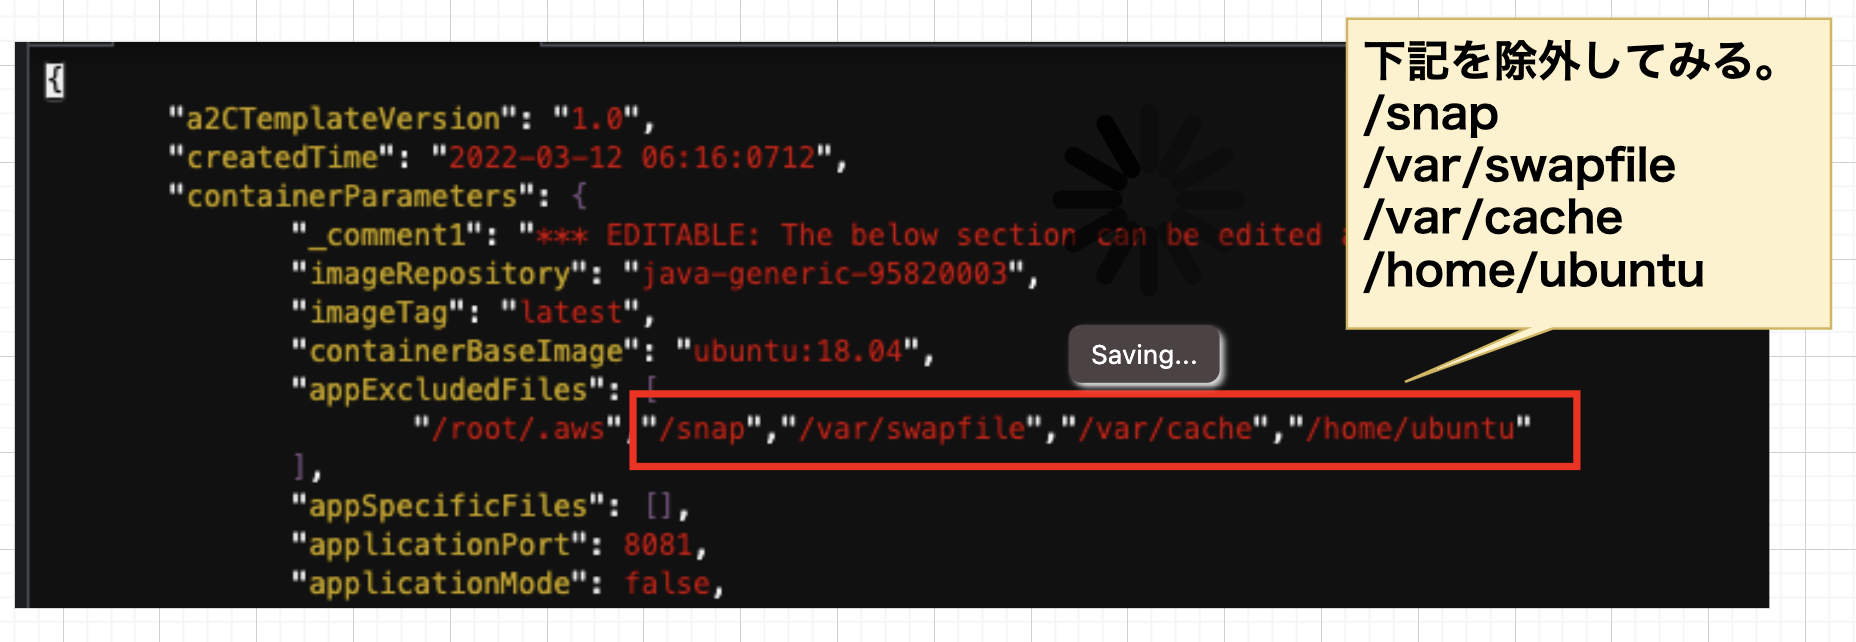 {
"a2CTemplateVersion": "1.0",
"createdTime": "2022-03-12 06:16:0712",
"containerParameters": {
"_comment1": "*** EDITABLE: The below section can be edited
"imageRepository": "java-generic-95820003",
"imageTag": "latest",
"containerBaseImage": "ubuntu:18.04",
"appExcludedFiles": [
"/root/.aws","/snap","/var/swapfile","/var/cache","/home/ubuntu"
],
"appSpecificFiles": [],
"applicationPort": 8081,
"applicationMode": false,
Saving...
下記を除外してみる。
/snap
/var/swapfile
/var/cache
/home/ubuntu